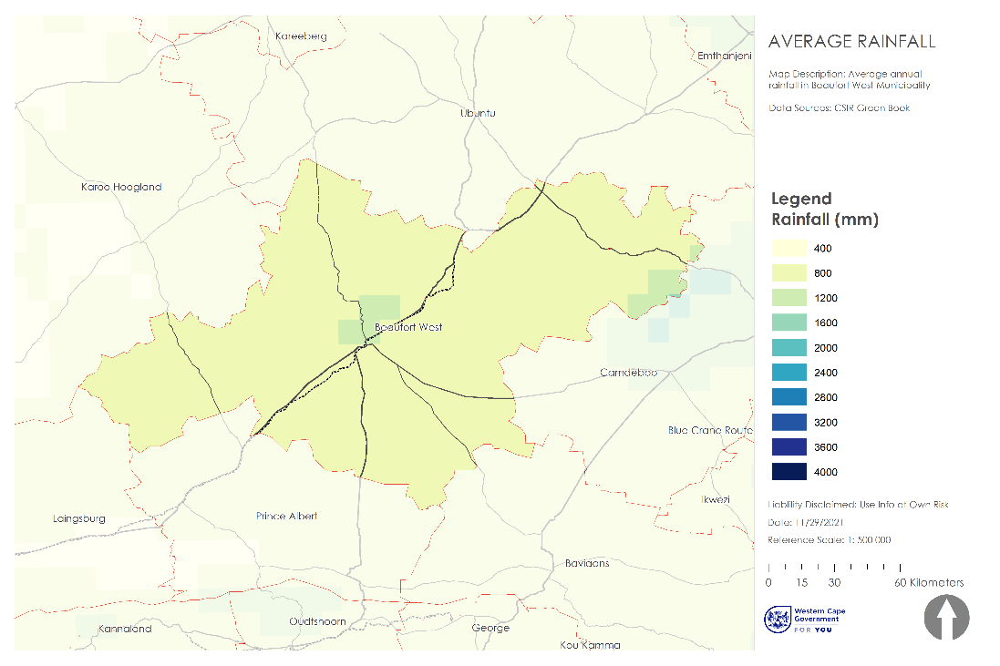 Kareeberg
Emthanjeni
Ubuntu
Karoo Hoogland
Beaufort West
Camdeboo
Blue Crane Route
Ikwezi
Laingsburg
Prince Albert
Baviaans
Kannaland
Oudtshoorn
George
Kou Kamma
AVERAGE RAINFALL
Map Description: Average annual
rainfall in Beaufort West Municipality
Data Sources: CSIR Green Book
Legend
Rainfall (mm)
400
800
1200
1600
2000
2400
2800
3200
3600
4000
Liability Disclaimed: Use Info at Own Risk
Date: 11/29/2021
Reference Scale: 1: 500 000
0 15 30 60 Kilometers
Western Cape
Government
FOR YOU